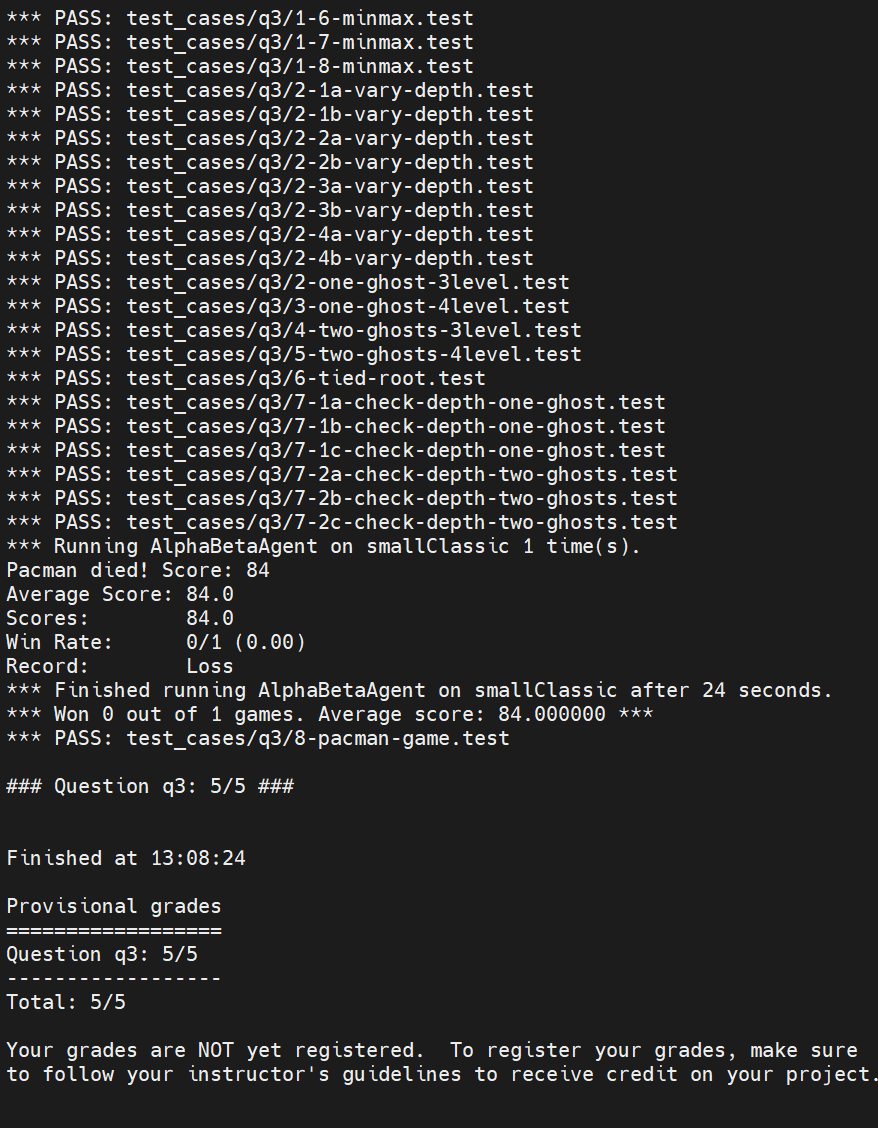 *** PASS: test_cases/q3/1-6-minmax.test
*** PASS: test_cases/q3/1-7-minmax.test
*** PASS: test_cases/q3/1-8-minmax.test
*** PASS: test_cases/q3/2-1a-vary-depth.test
*** PASS: test_cases/q3/2-1b-vary-depth.test
*** PASS: test_cases/q3/2-2a-vary-depth.test
*** PASS: test_cases/q3/2-2b-vary-depth.test
*** PASS: test_cases/q3/2-3a-vary-depth.test
*** PASS: test_cases/q3/2-3b-vary-depth.test
*** PASS: test_cases/q3/2-4a-vary-depth.test
*** PASS: test_cases/q3/2-4b-vary-depth.test
*** PASS: test_cases/q3/2-one-ghost-3level.test
*** PASS: test_cases/q3/3-one-ghost-4level.test
*** PASS: test_cases/q3/4-two-ghosts-3level.test
*** PASS: test_cases/q3/5-two-ghosts-4level.test
*** PASS: test_cases/q3/6-tied-root.test
*** PASS: test_cases/q3/7-1a-check-depth-one-ghost.test
*** PASS: test_cases/q3/7-1b-check-depth-one-ghost.test
*** PASS: test_cases/q3/7-1c-check-depth-one-ghost.test
*** PASS: test_cases/q3/7-2a-check-depth-two-ghosts.test
*** PASS: test_cases/q3/7-2b-check-depth-two-ghosts.test
*** PASS: test_cases/q3/7-2c-check-depth-two-ghosts.test
*** Running AlphaBetaAgent on smallClassic 1 time(s).
Pacman died! Score: 84
Average Score: 84.0
Scores:        84.0
Win Rate:      0/1 (0.00)
Record:        Loss
*** Finished running AlphaBetaAgent on smallClassic after 24 seconds.
*** Won 0 out of 1 games. Average score: 84.000000 ***
*** PASS: test_cases/q3/8-pacman-game.test

### Question q3: 5/5 ###

Finished at 13:08:24

Provisional grades
==================
Question q3: 5/5
------------------
Total: 5/5

Your grades are NOT yet registered.  To register your grades, make sure
to follow your instructor's guidelines to receive credit on your project.